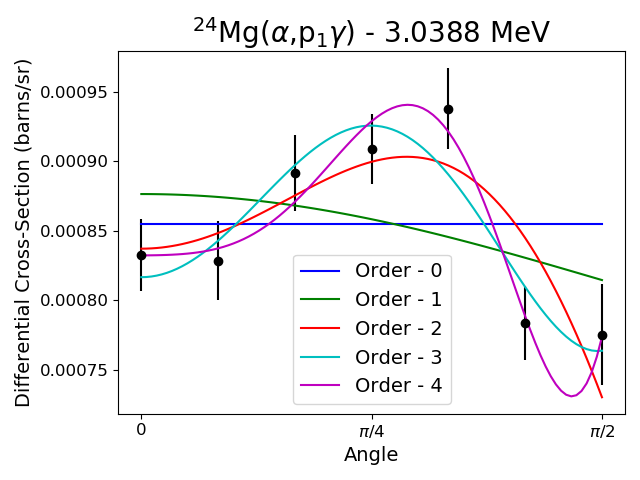 ²⁴Mg(α,p₁γ) - 3.0388 MeV
Differential Cross-Section (barns/sr)
0.00095
0.00090
0.00085
0.00080
0.00075
Order - 0
Order - 1
Order - 2
Order - 3
Order - 4
0
π/4
π/2
Angle